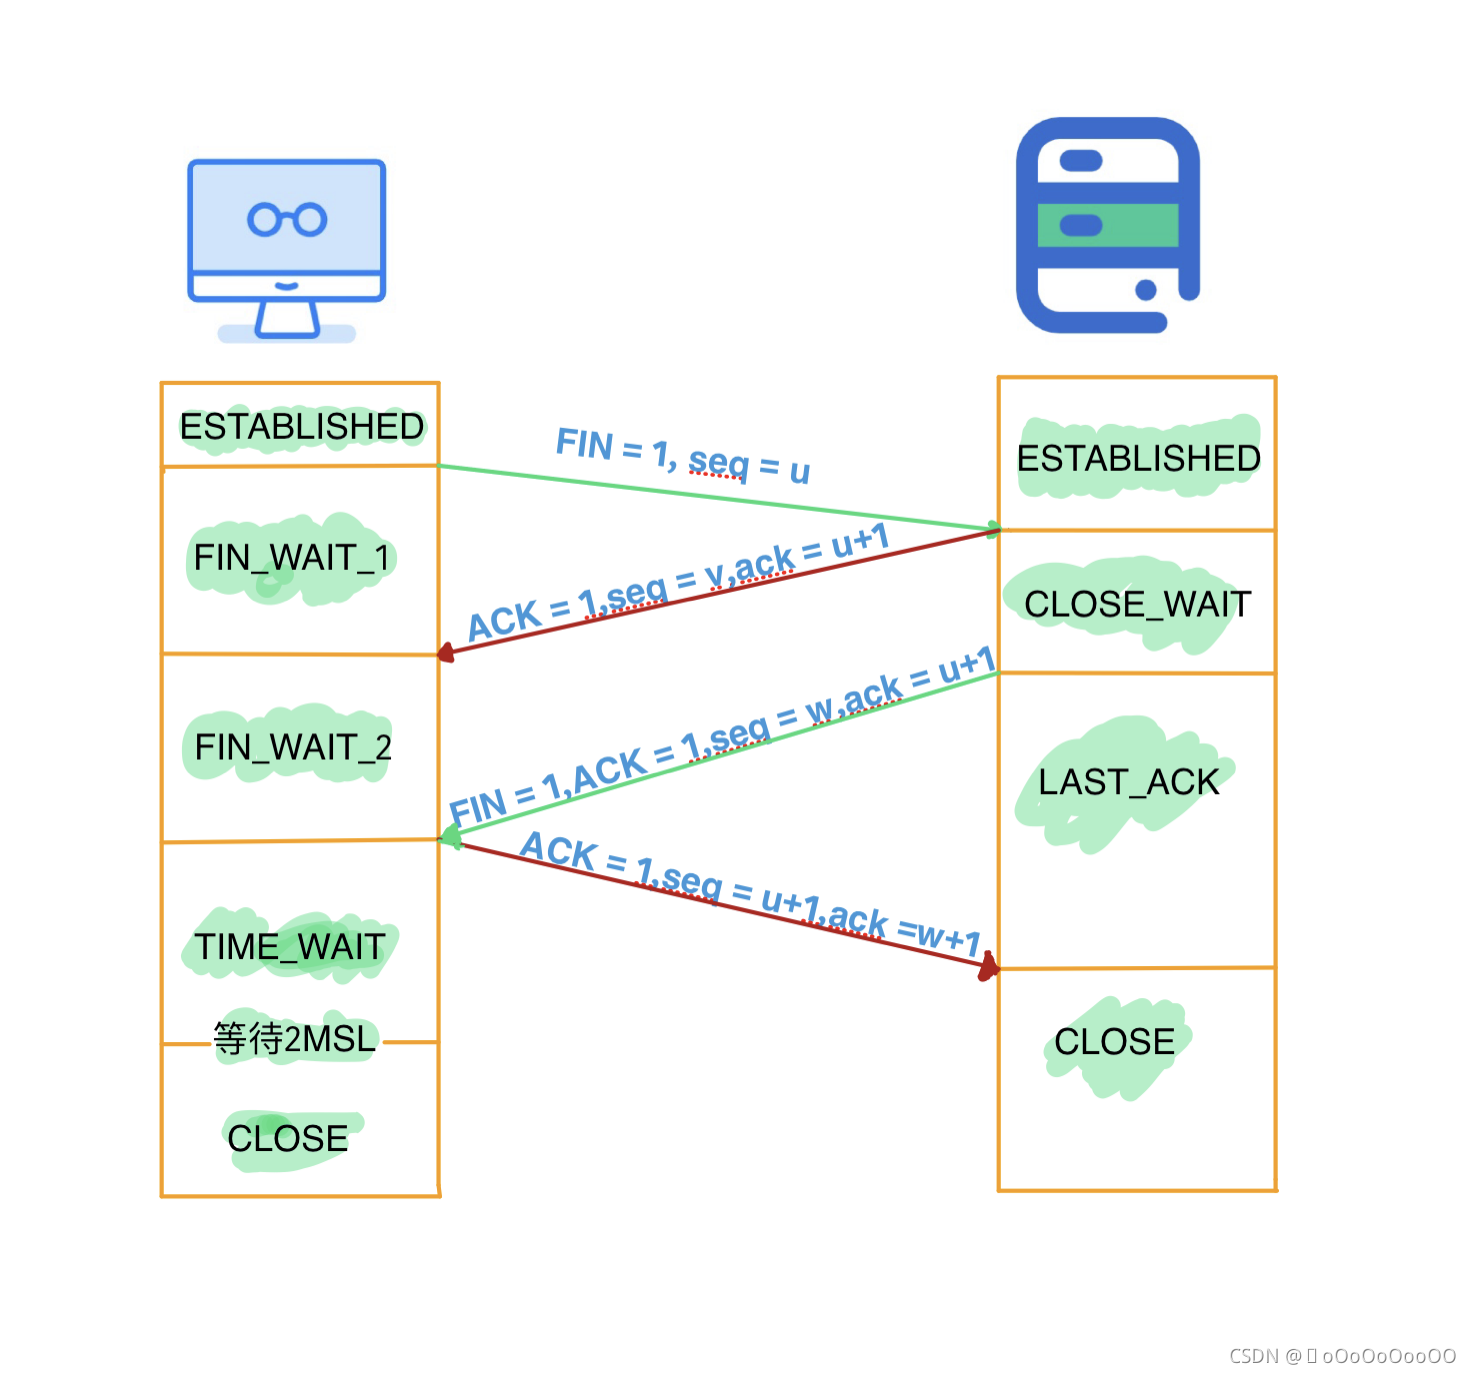 ESTABLISHED
FIN = 1, seq = u
ESTABLISHED
FIN_WAIT_1
ACK = 1,seq = v,ack = u+1
CLOSE_WAIT
FIN_WAIT_2
FIN = 1,ACK = 1,seq = w,ack = u+1
LAST_ACK
ACK = 1,seq = u+1,ack =w+1
TIME_WAIT
等待2MSL
CLOSE
CLOSE
CSDN @ oOoOoOooOO